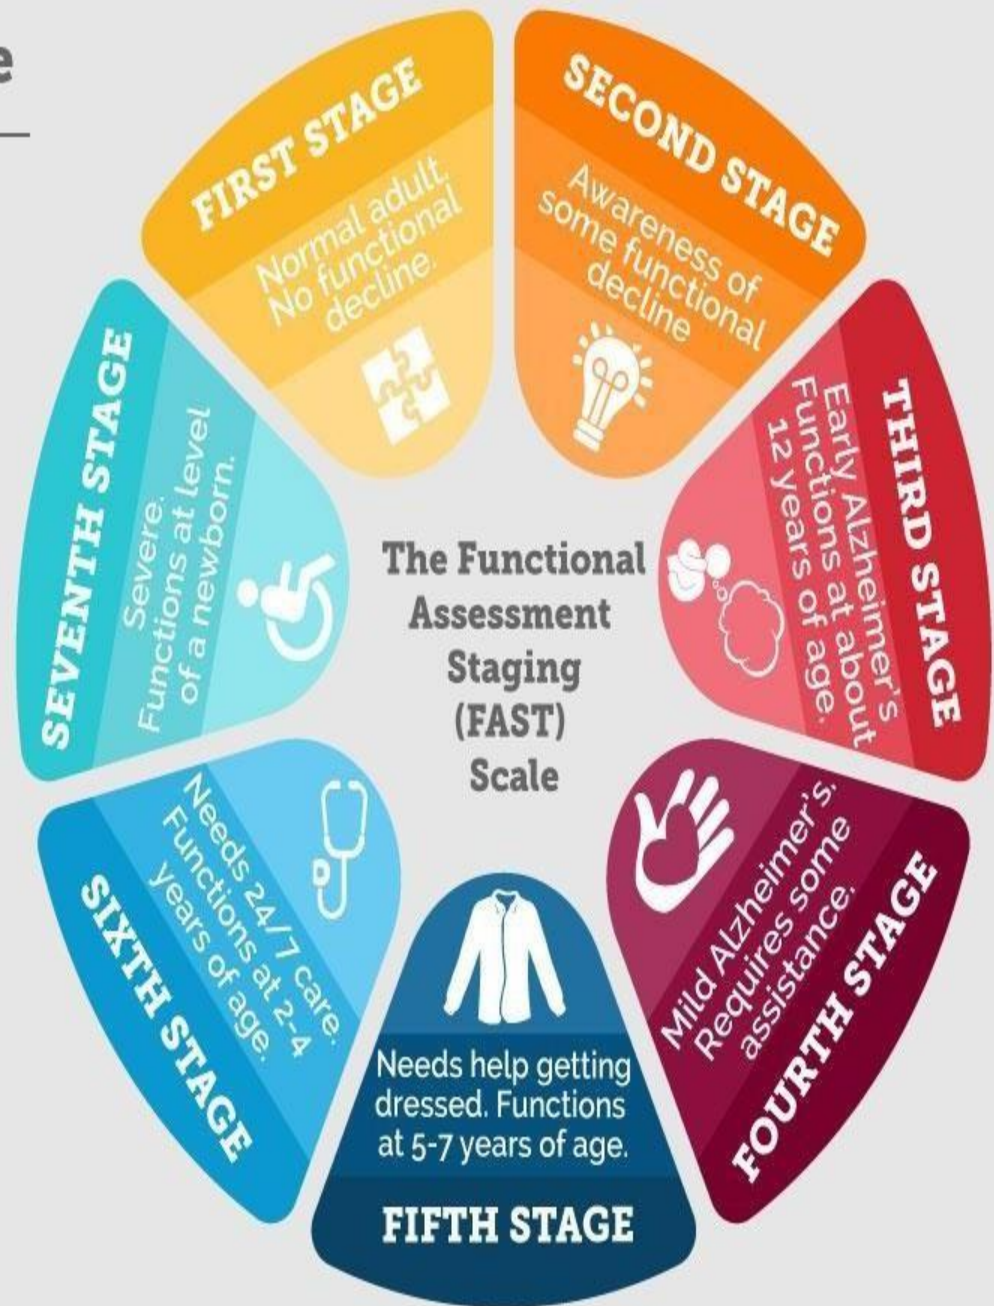 e
The Functional
Assessment
Staging
(FAST)
Scale
FIRST STAGE
Normal adult.
No functional
decline.
SECOND STAGE
Awareness of
some functional
decline
THIRD STAGE
Early Alzheimer's
Functions at about
12 years of age.
FOURTH STAGE
Mild Alzheimer's.
Requires some
assistance.
Needs help getting
dressed. Functions
at 5-7 years of age.
FIFTH STAGE
Needs 24/7 care.
Functions at 2-4
years of age.
SIXTH STAGE
SEVENTH STAGE
Severe.
Functions at level
of a newborn.